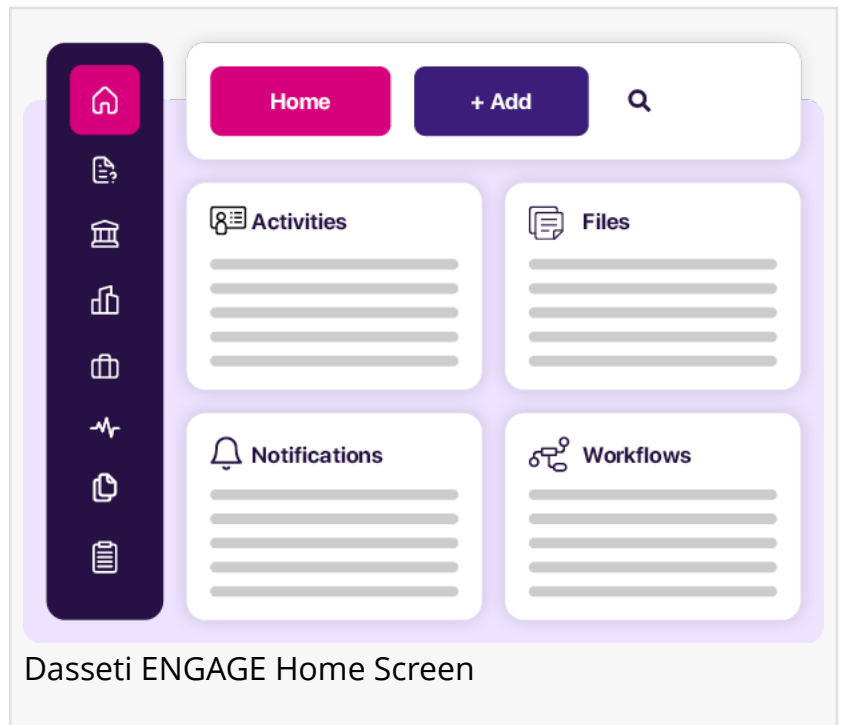 Home
+ Add
Activities
Files
Notifications
Workflows
Dasseti ENGAGE Home Screen